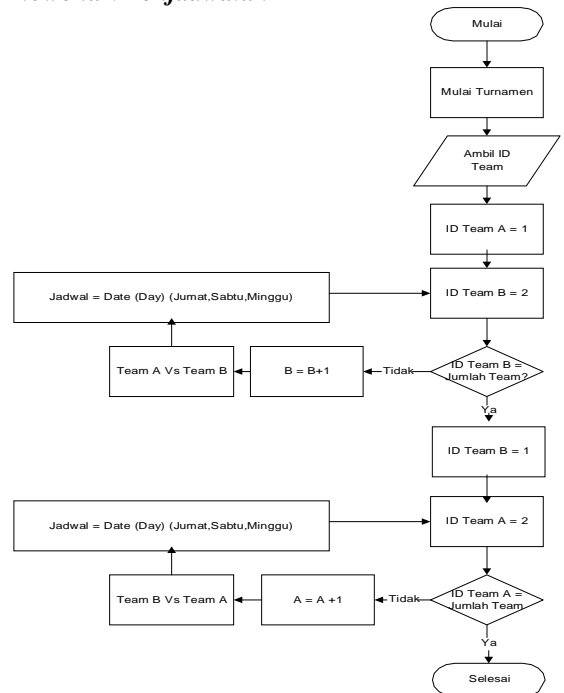 Mulai
Mulai Turnamen
Ambil ID
Team
ID Team A = 1
Jadwal = Date (Day) (Jumat,Sabtu,Minggu)
ID Team B = 2
Team A Vs Team B
B = B+1
Tidak
ID Team B =
Jumlah Team?
Ya
ID Team B = 1
Jadwal = Date (Day) (Jumat,Sabtu,Minggu)
ID Team A = 2
Team B Vs Team A
A = A +1
Tidak
ID Team A =
Jumlah Team
Ya
Selesai